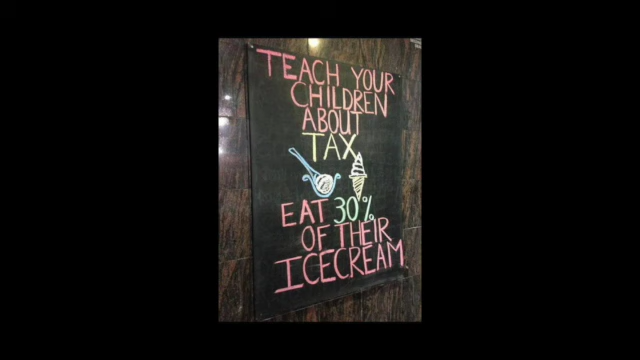 TEACH YOUR
CHILDREN
ABOUT
TAX
EAT 30%
OF THEIR
ICECREAM